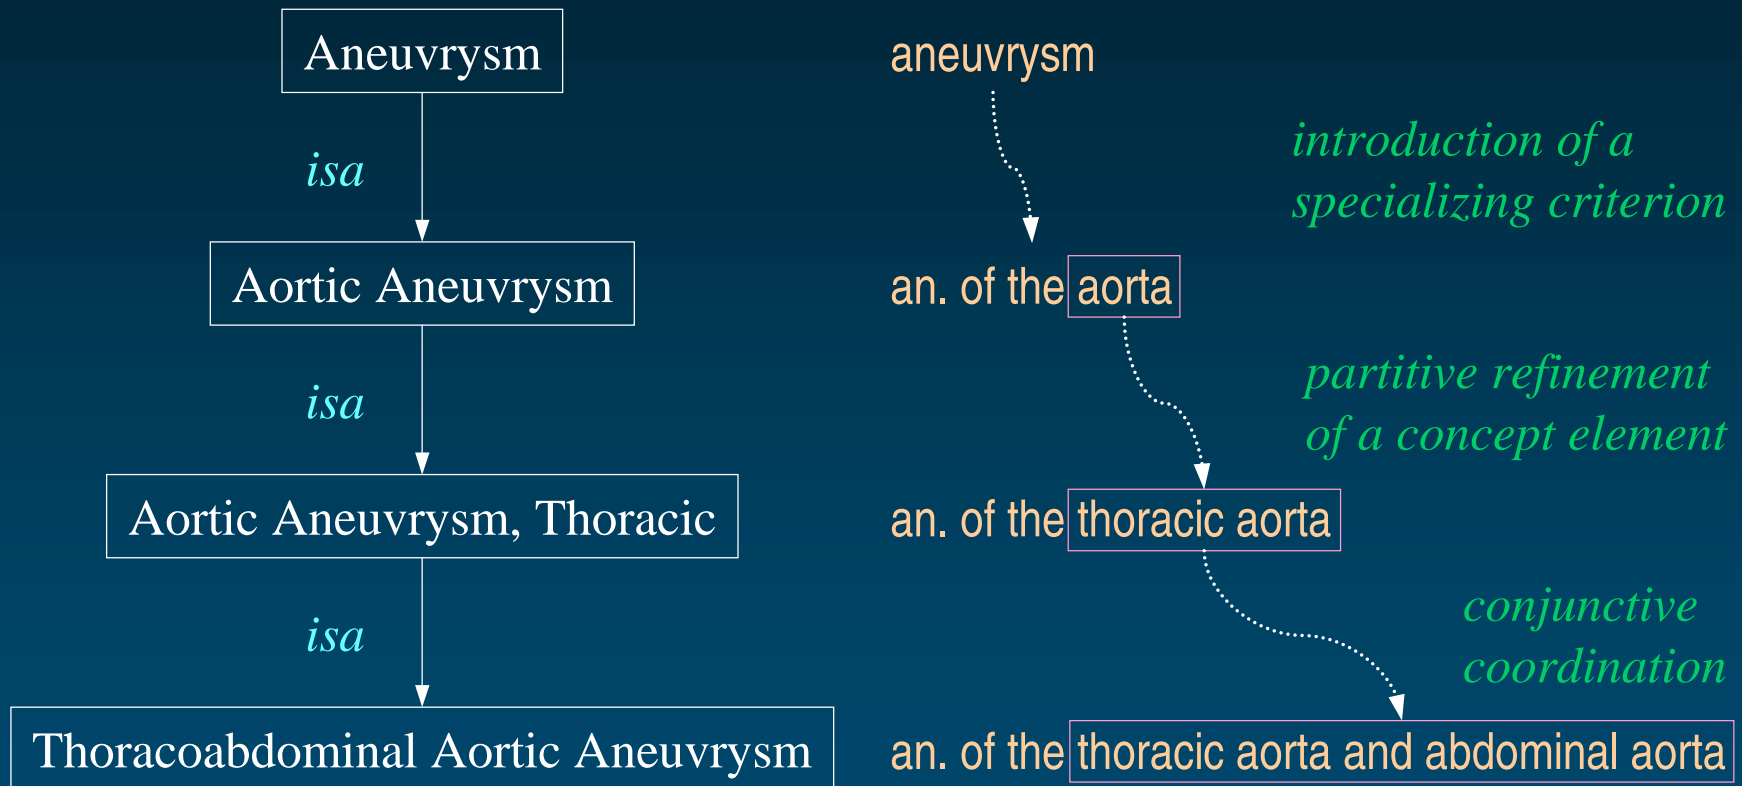 Aneuvrysm
isa
Aortic Aneuvrysm
isa
Aortic Aneuvrysm, Thoracic
isa
Thoracoabdominal Aortic Aneuvrysm
aneuvrysm
introduction of a
specializing criterion
an. of the aorta
partitive refinement
of a concept element
an. of the thoracic aorta
conjunctive
coordination
an. of the thoracic aorta and abdominal aorta